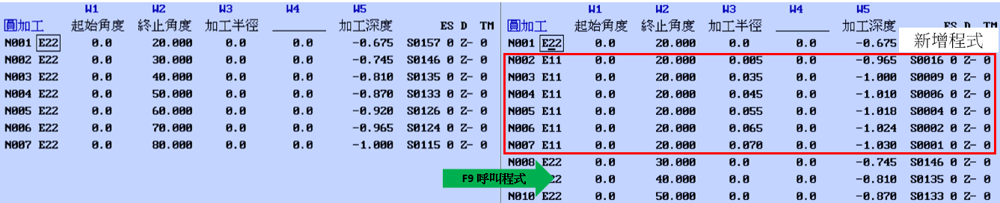 W1 W2 W3 W4 W5
圓加工 起始角度 終止角度 加工半徑 ________ 加工深度 ES D TM
N001 E22 0.0 20.000 0.0 0.0 -0.675 S0157 0 Z- 0
N002 E22 0.0 30.000 0.0 0.0 -0.745 S0146 0 Z- 0
N003 E22 0.0 40.000 0.0 0.0 -0.810 S0135 0 Z- 0
N004 E22 0.0 50.000 0.0 0.0 -0.870 S0133 0 Z- 0
N005 E22 0.0 60.000 0.0 0.0 -0.920 S0126 0 Z- 0
N006 E22 0.0 70.000 0.0 0.0 -0.965 S0124 0 Z- 0
N007 E22 0.0 80.000 0.0 0.0 -1.000 S0115 0 Z- 0
F9 呼叫程式
W1 W2 W3 W4 W5
圓加工 起始角度 終止角度 加工半徑 ________ 加工深度 ES D TM
新增程式
N001 E22 0.0 20.000 0.0 0.0 -0.675
N002 E11 0.0 20.000 0.005 0.0 -0.965 S0016 0 Z- 0
N003 E11 0.0 20.000 0.035 0.0 -1.000 S0009 0 Z- 0
N004 E11 0.0 20.000 0.045 0.0 -1.010 S0006 0 Z- 0
N005 E11 0.0 20.000 0.055 0.0 -1.018 S0004 0 Z- 0
N006 E11 0.0 20.000 0.065 0.0 -1.024 S0002 0 Z- 0
N007 E11 0.0 20.000 0.070 0.0 -1.030 S0001 0 Z- 0
N008 E22 0.0 30.000 0.0 0.0 -0.745 S0146 0 Z- 0
22 0.0 40.000 0.0 0.0 -0.810 S0135 0 Z- 0
N010 E22 0.0 50.000 0.0 0.0 -0.870 S0133 0 Z- 0